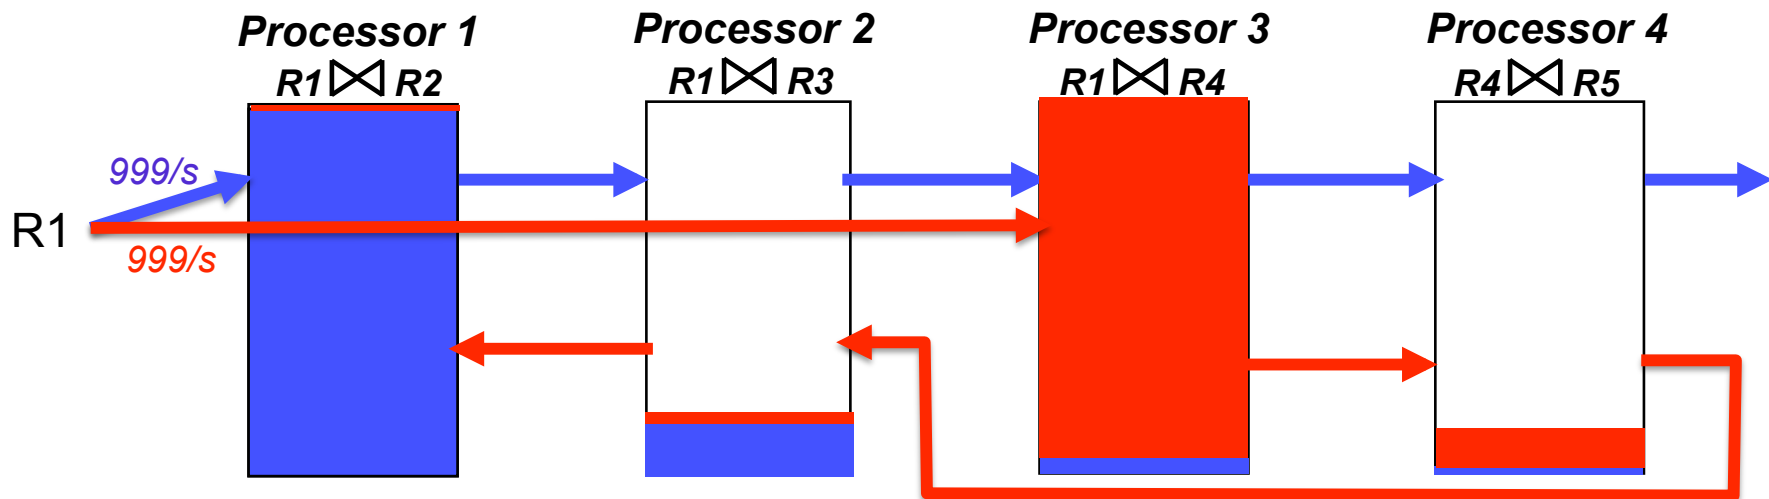 Processor 1
Processor 2
Processor 3
Processor 4
R1 ⋈ R2
R1 ⋈ R3
R1 ⋈ R4
R4 ⋈ R5
999/s
R1
999/s